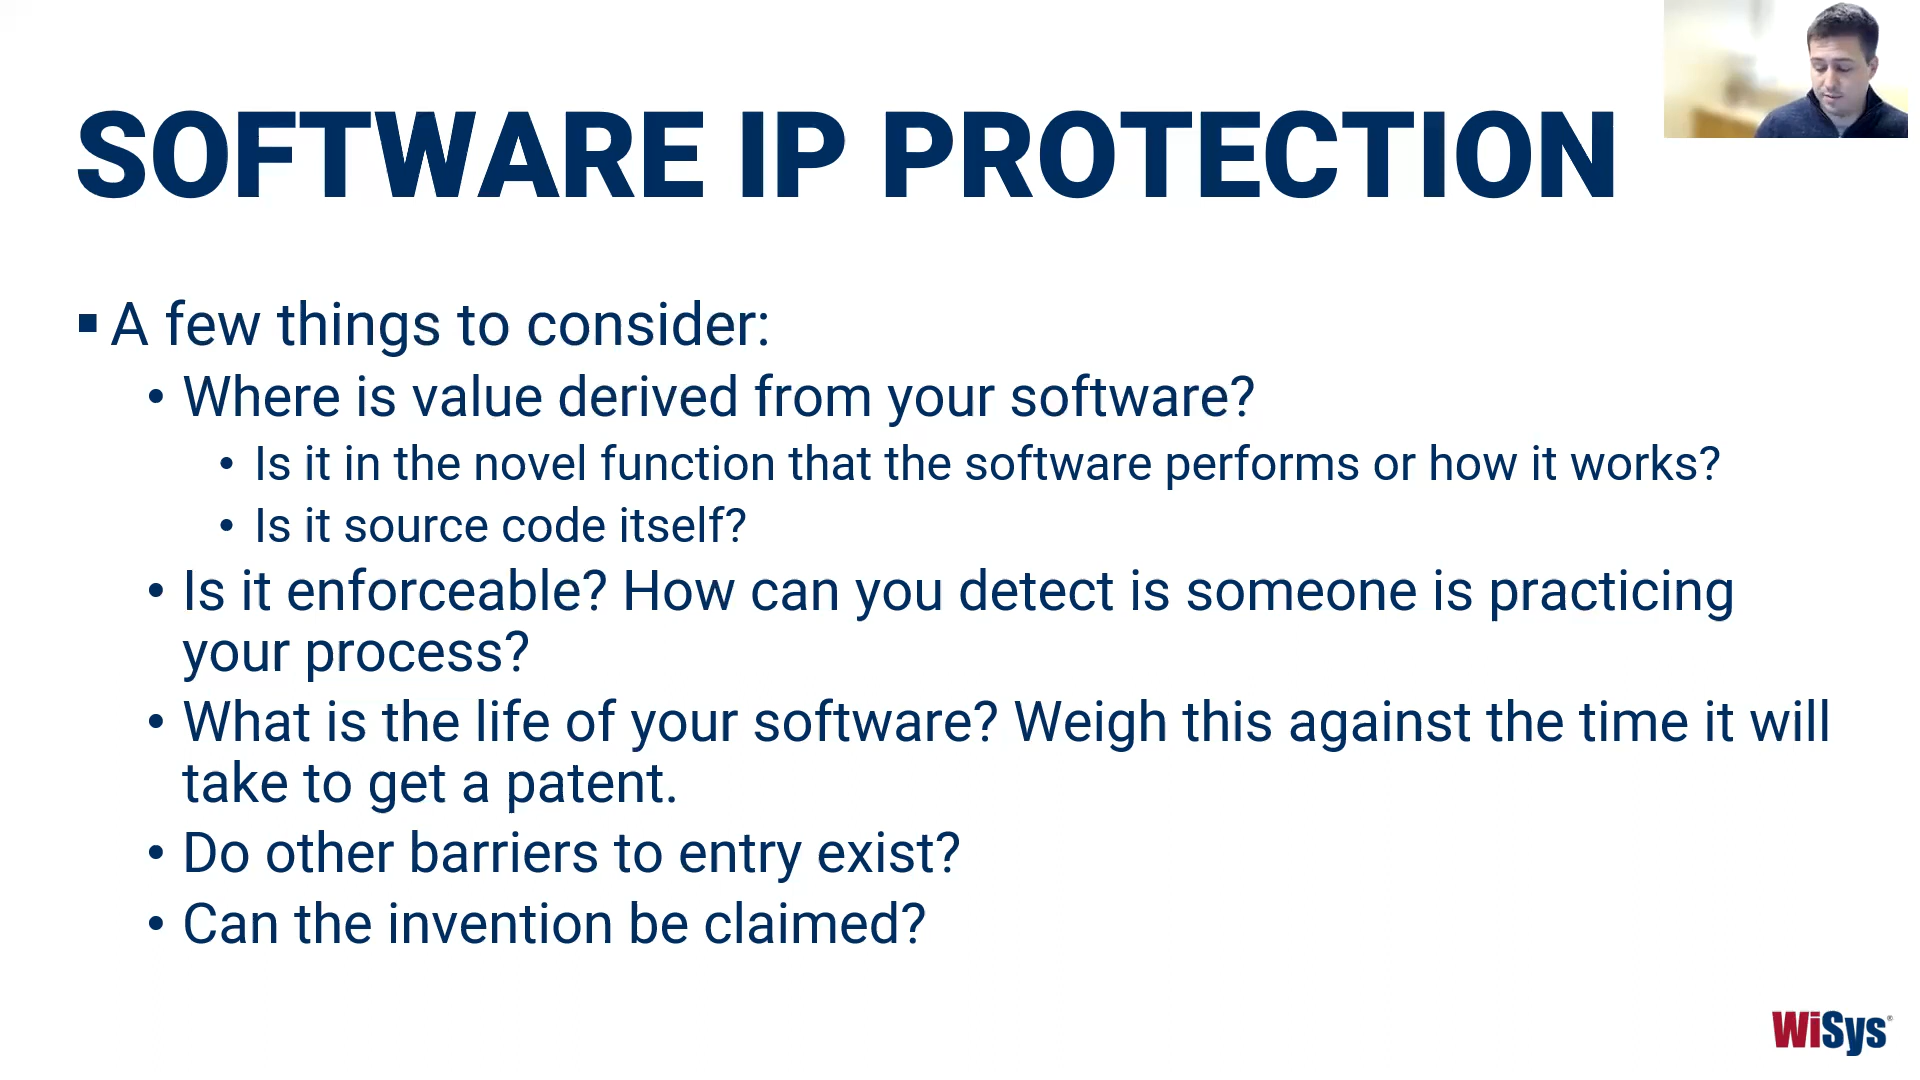 SOFTWARE IP PROTECTION
▪ A few things to consider:
• Where is value derived from your software?
• Is it in the novel function that the software performs or how it works?
• Is it source code itself?
• Is it enforceable? How can you detect is someone is practicing
your process?
• What is the life of your software? Weigh this against the time it will
take to get a patent.
• Do other barriers to entry exist?
• Can the invention be claimed?
WiSys®